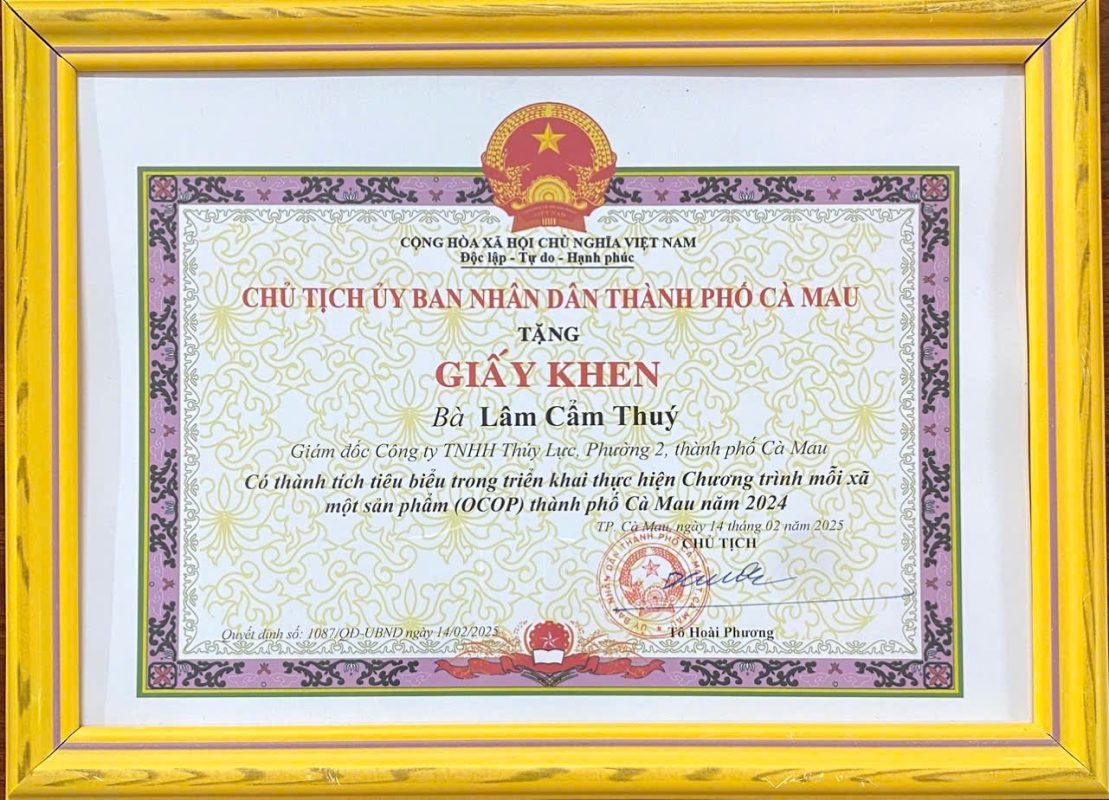 CỘNG HÒA XÃ HỘI CHỦ NGHĨA VIỆT NAM
Độc lập - Tự do - Hạnh phúc
CHỦ TỊCH ỦY BAN NHÂN DÂN THÀNH PHỐ CÀ MAU
TẶNG
GIẤY KHEN
Bà Lâm Cẩm Thuý
Giám đốc Công ty TNHH Thúy Lực, Phường 2, thành phố Cà Mau
Có thành tích tiêu biểu trong triển khai thực hiện Chương trình mỗi xã
một sản phẩm (OCOP) thành phố Cà Mau năm 2024
TP. Cà Mau, ngày 14 tháng 02 năm 2025
CHỦ TỊCH
Quyết định số: 1087/QĐ-UBND ngày 14/02/2025
Tô Hoài Phương